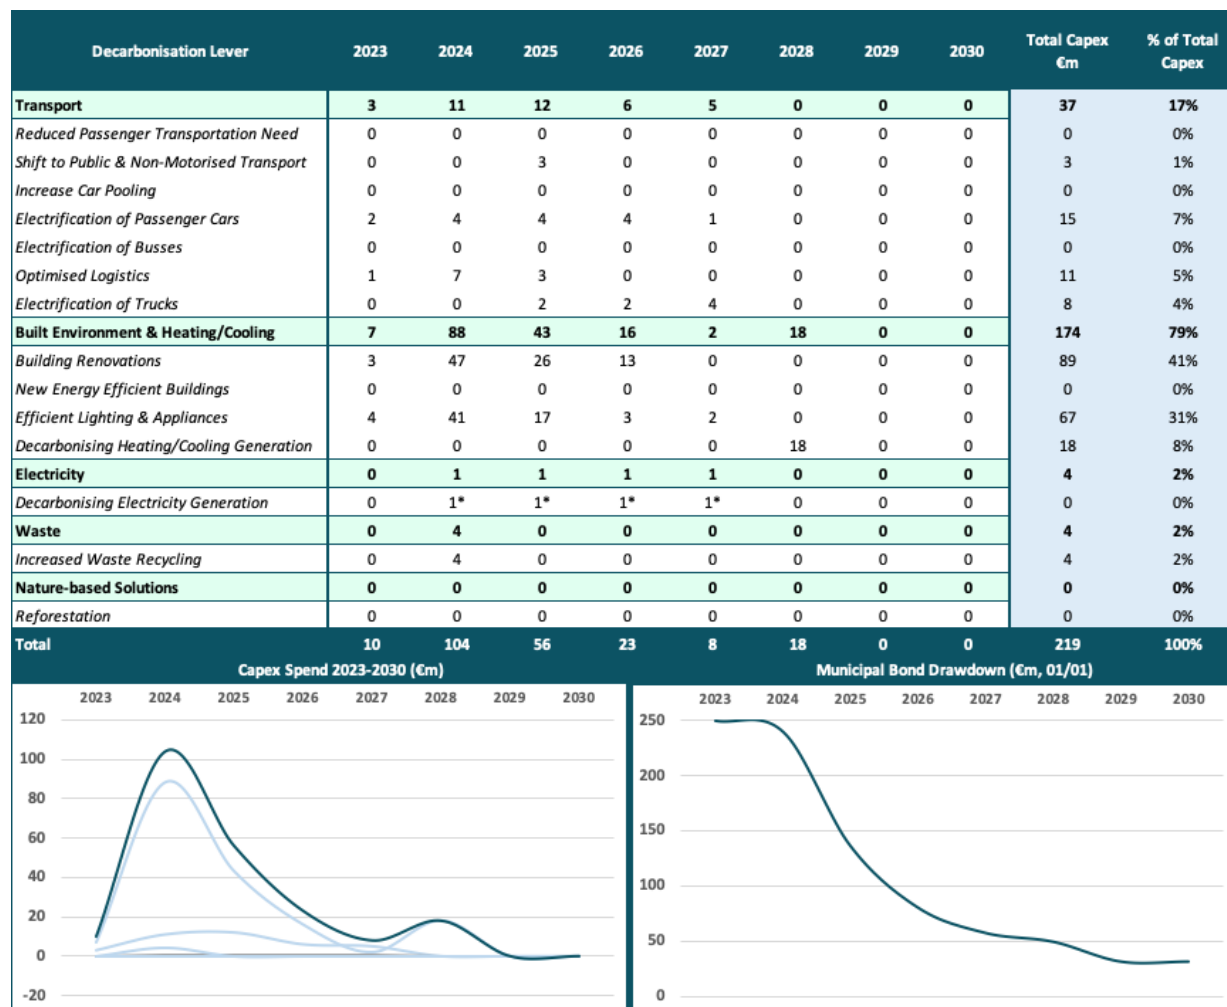 Decarbonisation Lever 2023 2024 2025 2026 2027 2028 2029 2030 Total Capex €m % of Total Capex
Transport 3 11 12 6 5 0 0 0 37 17%
Reduced Passenger Transportation Need 0 0 0 0 0 0 0 0 0 0%
Shift to Public & Non-Motorised Transport 0 0 3 0 0 0 0 0 3 1%
Increase Car Pooling 0 0 0 0 0 0 0 0 0 0%
Electrification of Passenger Cars 2 4 4 4 1 0 0 0 15 7%
Electrification of Busses 0 0 0 0 0 0 0 0 0 0%
Optimised Logistics 1 7 3 0 0 0 0 0 11 5%
Electrification of Trucks 0 0 2 2 4 0 0 0 8 4%
Built Environment & Heating/Cooling 7 88 43 16 2 18 0 0 174 79%
Building Renovations 3 47 26 13 0 0 0 0 89 41%
New Energy Efficient Buildings 0 0 0 0 0 0 0 0 0 0%
Efficient Lighting & Appliances 4 41 17 3 2 0 0 0 67 31%
Decarbonising Heating/Cooling Generation 0 0 0 0 0 18 0 0 18 8%
Electricity 0 1 1 1 1 0 0 0 4 2%
Decarbonising Electricity Generation 0 1* 1* 1* 1* 0 0 0 0 0%
Waste 0 4 0 0 0 0 0 0 4 2%
Increased Waste Recycling 0 4 0 0 0 0 0 0 4 2%
Nature-based Solutions 0 0 0 0 0 0 0 0 0 0%
Reforestation 0 0 0 0 0 0 0 0 0 0%
Total 10 104 56 23 8 18 0 0 219 100%
Capex Spend 2023-2030 (€m)
2023 2024 2025 2026 2027 2028 2029 2030
120
100
80
60
40
20
0
-20
Municipal Bond Drawdown (€m, 01/01)
2023 2024 2025 2026 2027 2028 2029 2030
250
200
150
100
50
0